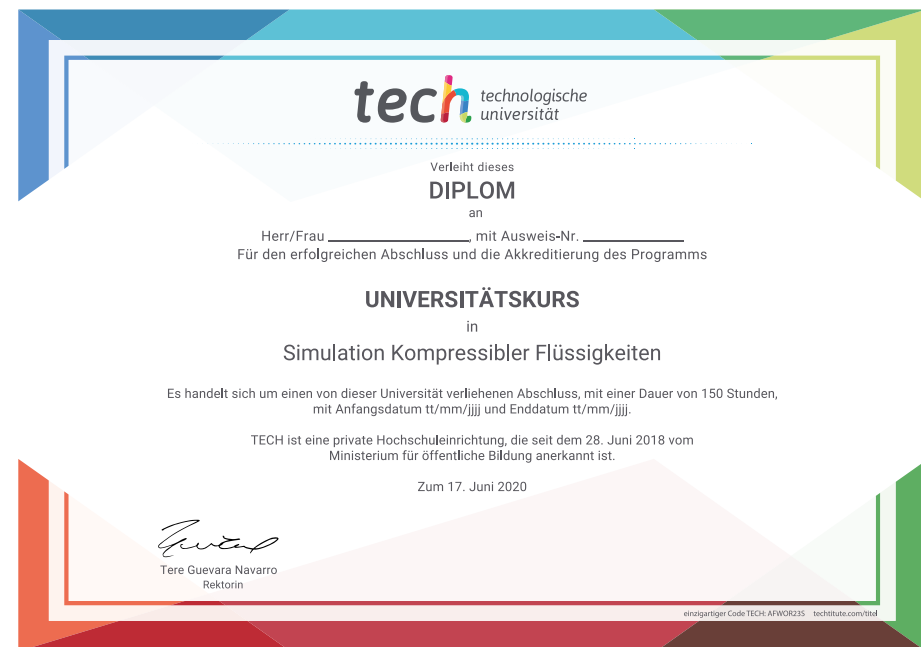 tech technologische
universität
Verleiht dieses
DIPLOM
an
Herr/Frau ____________________, mit Ausweis-Nr. ______________
Für den erfolgreichen Abschluss und die Akkreditierung des Programms
UNIVERSITÄTSKURS
in
Simulation Kompressibler Flüssigkeiten
Es handelt sich um einen von dieser Universität verliehenen Abschluss, mit einer Dauer von 150 Stunden,
mit Anfangsdatum tt/mm/jjjj und Enddatum tt/mm/jjjj.
TECH ist eine private Hochschuleinrichtung, die seit dem 28. Juni 2018 vom
Ministerium für öffentliche Bildung anerkannt ist.
Zum 17. Juni 2020
Tere Guevara Navarro
Rektorin
einzigartiger Code TECH: AFWOR23S techtitute.com/titel